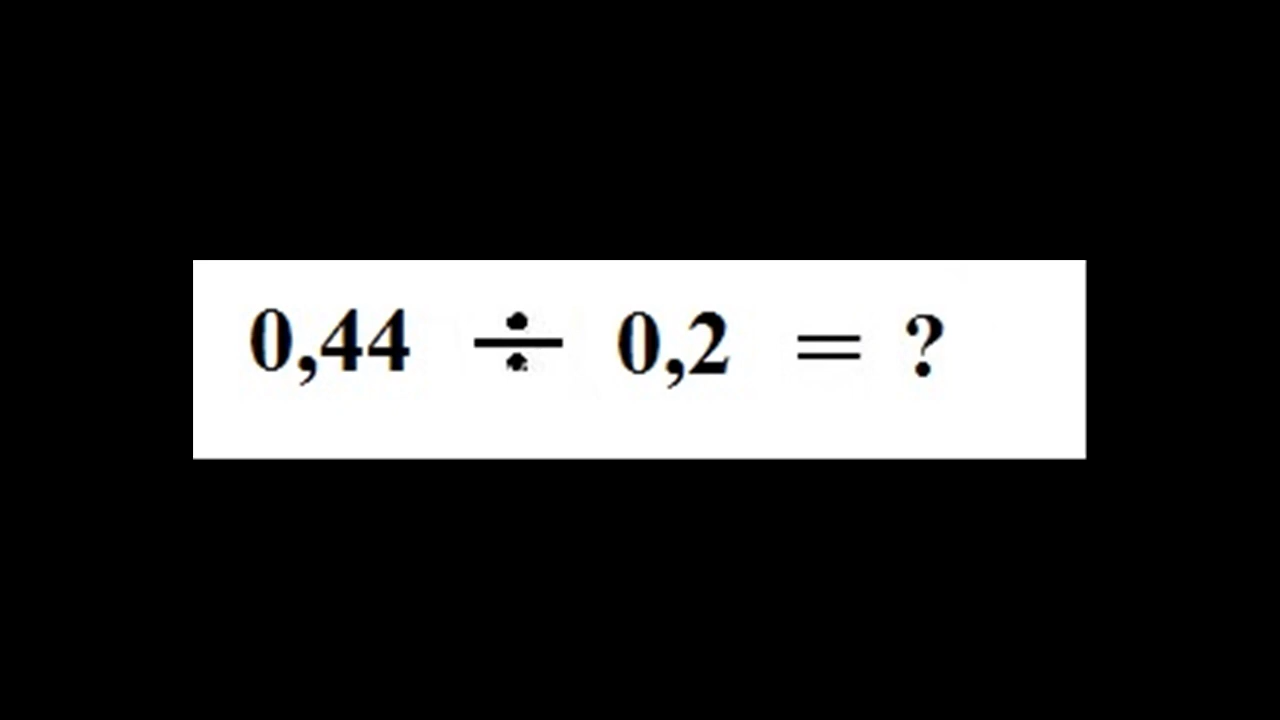 0,44 ÷ 0,2 = ?